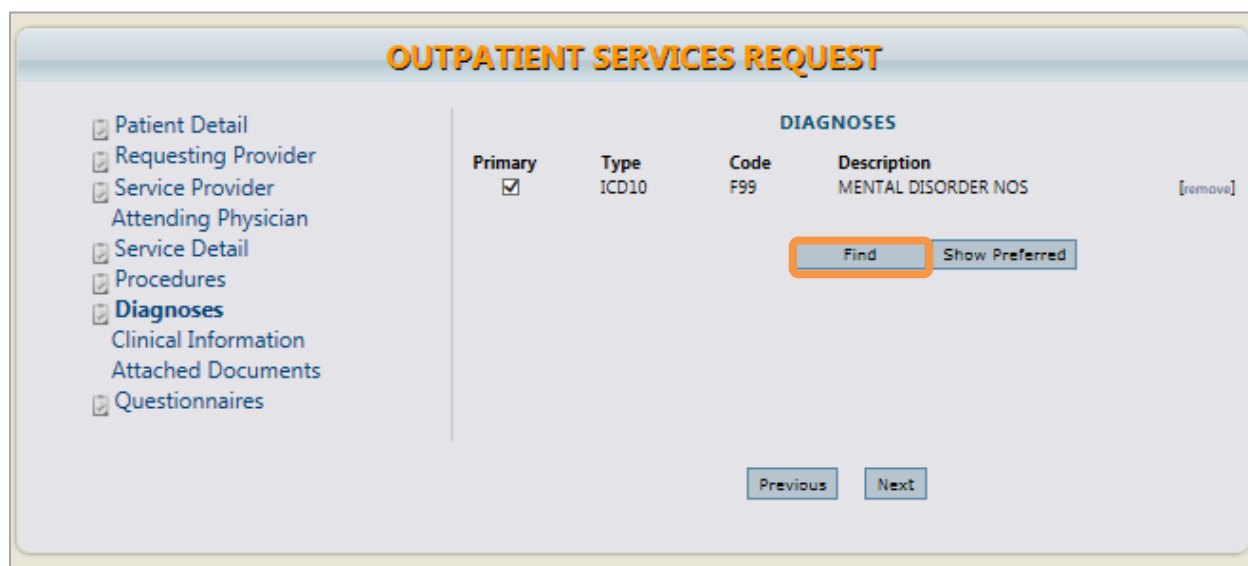 OUTPATIENT SERVICES REQUEST
Patient Detail
Requesting Provider
Service Provider
Attending Physician
Service Detail
Procedures
Diagnoses
Clinical Information
Attached Documents
Questionnaires
DIAGNOSES
Primary Type Code Description
ICD10 F99 MENTAL DISORDER NOS [remove]
Find Show Preferred
Previous Next